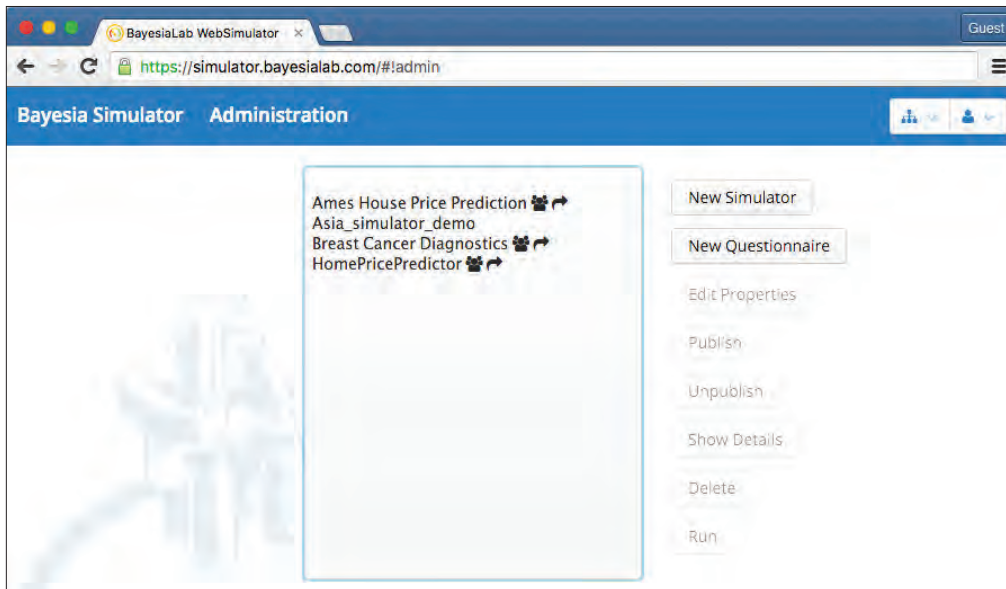 BayesiaLab WebSimulator
Guest
https://simulator.bayesialab.com/#!admin
Bayesia Simulator Administration
Ames House Price Prediction
Asia_simulator_demo
Breast Cancer Diagnostics
HomePricePredictor
New Simulator
New Questionnaire
Edit Properties
Publish
Unpublish
Show Details
Delete
Run